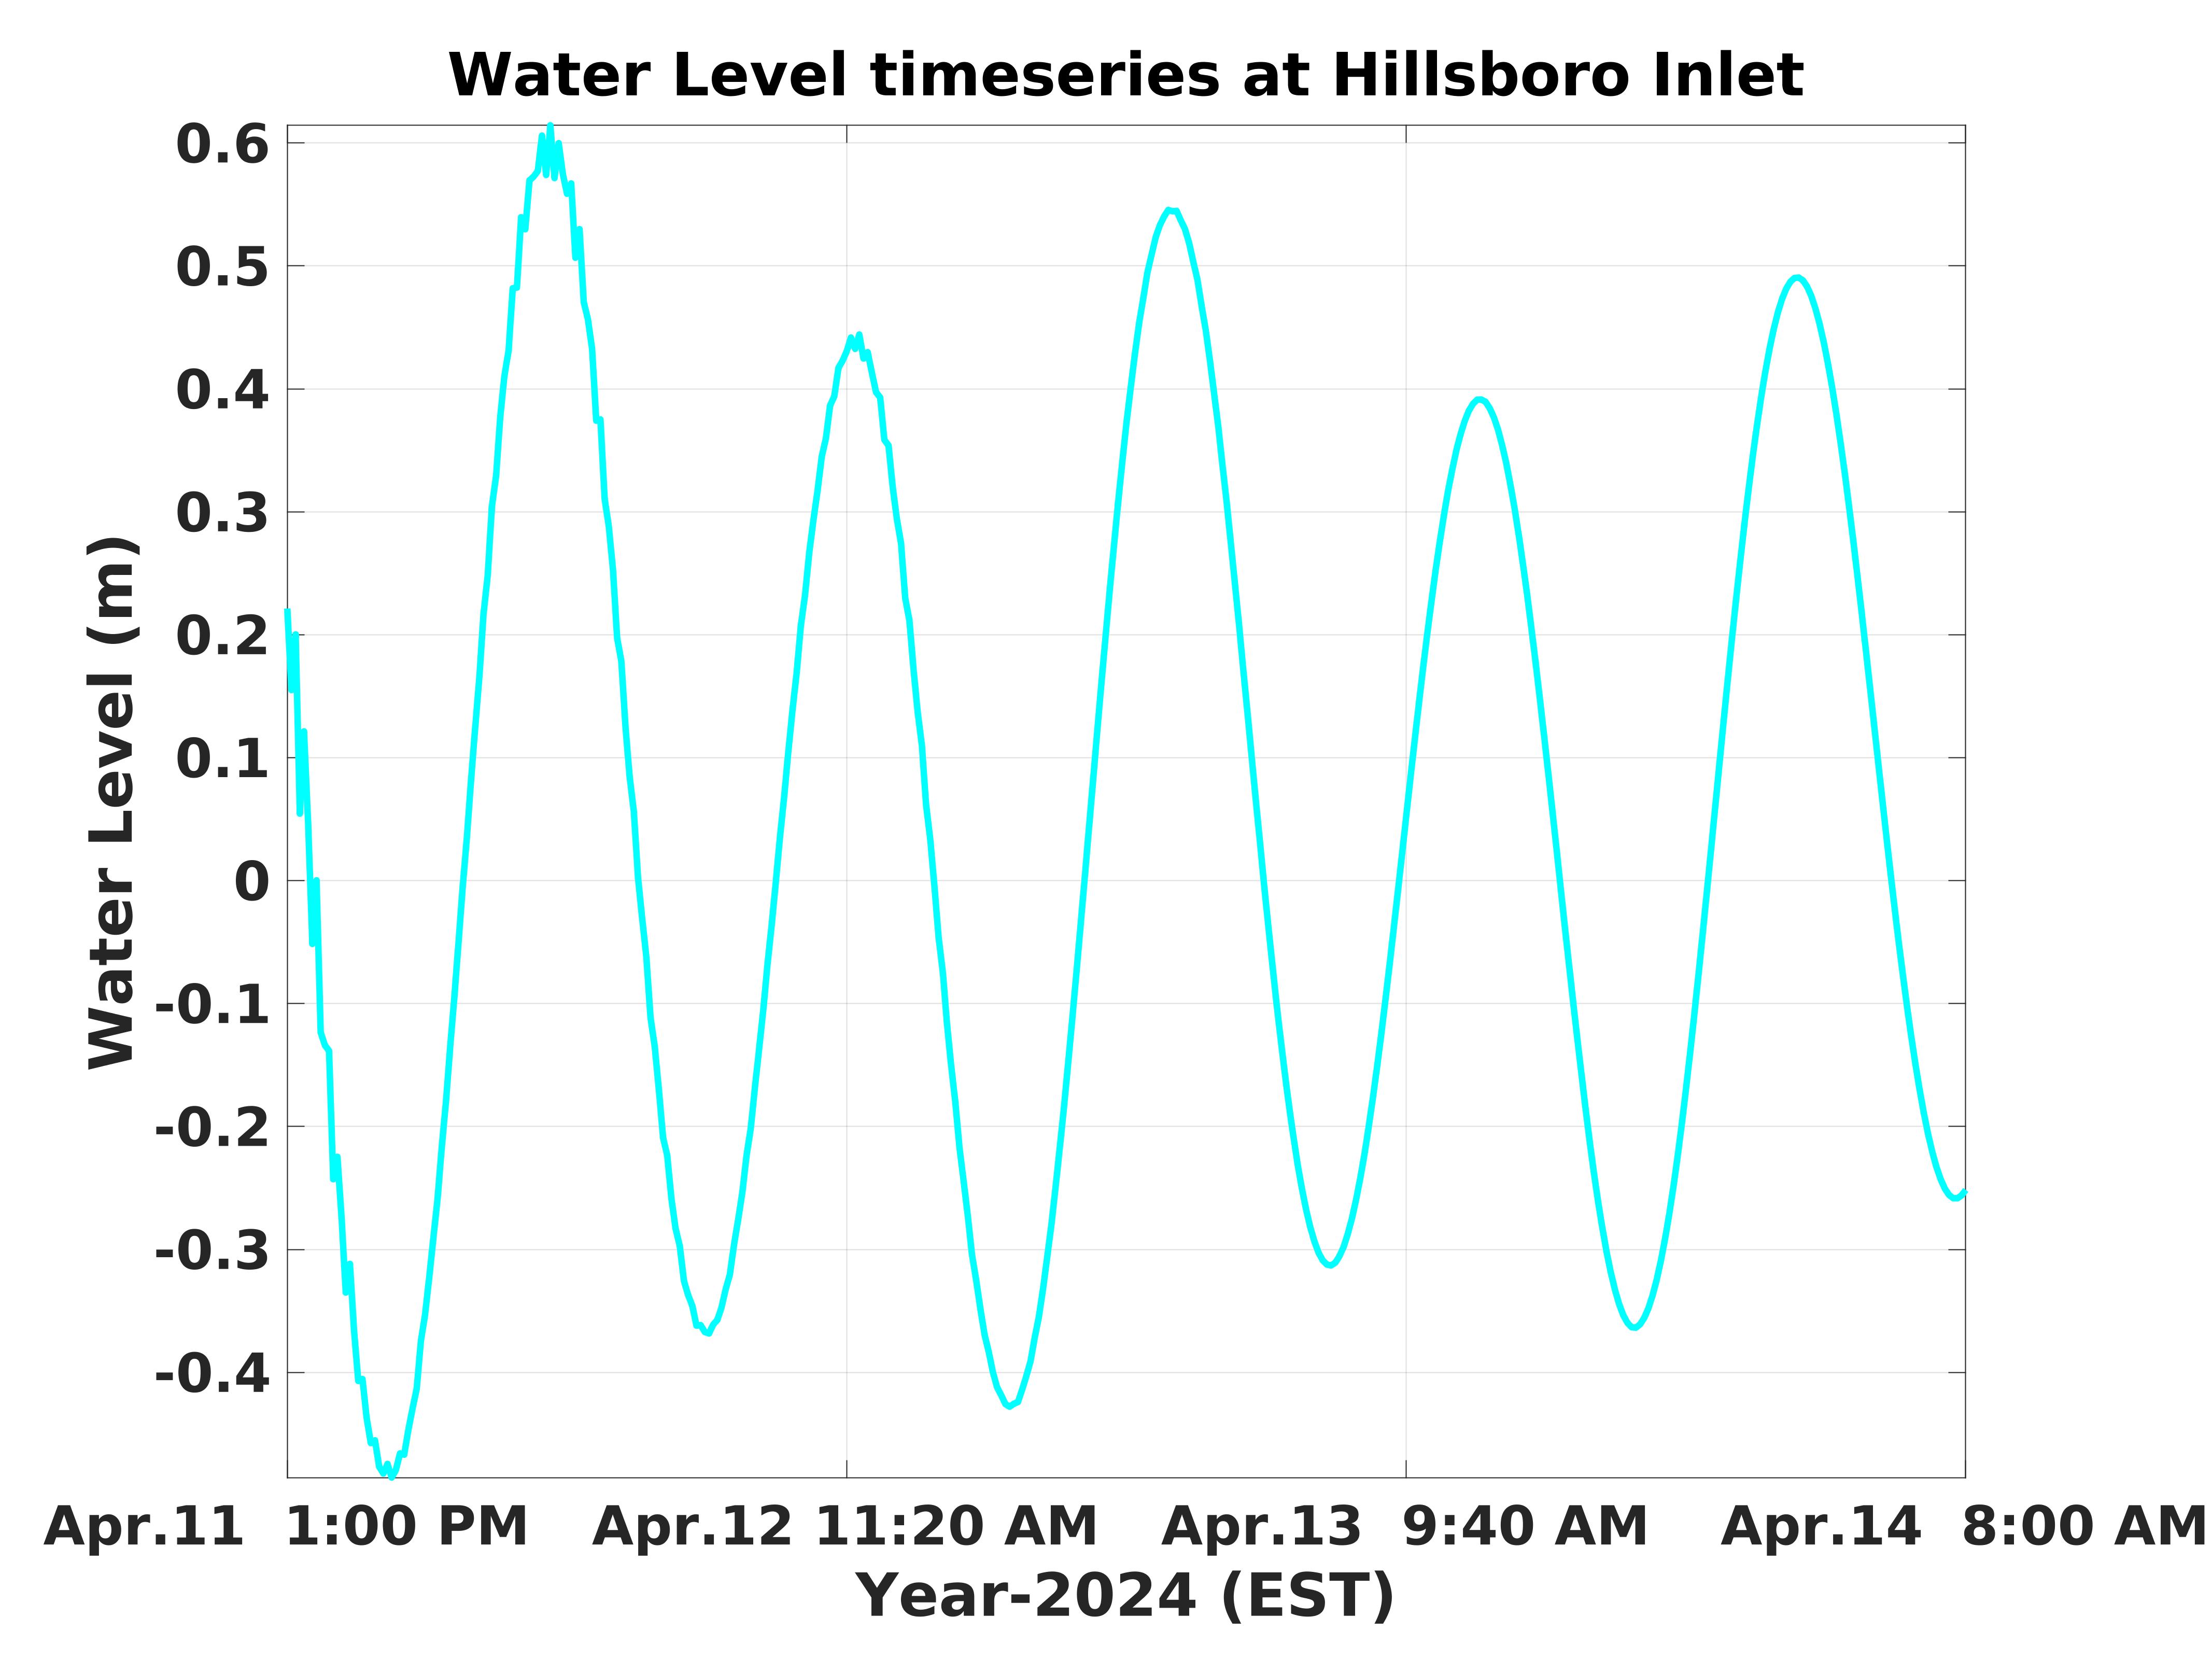 Water Level timeseries at Hillsboro Inlet
0.6
0.5
0.4
0.3
0.2
0.1
0
-0.1
-0.2
-0.3
-0.4
Water Level (m)
Apr.11 1:00 PM Apr.12 11:20 AM Apr.13 9:40 AM Apr.14 8:00 AM
Year-2024 (EST)